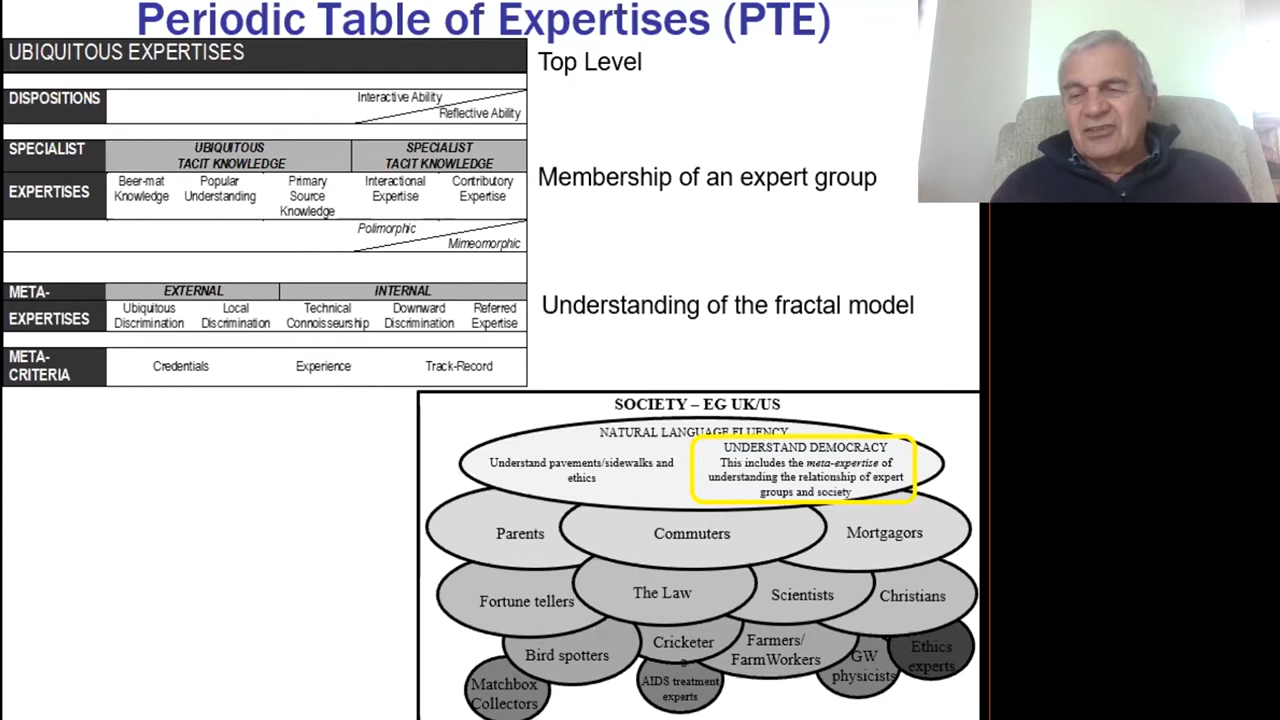 Periodic Table of Expertises (PTE)
UBIQUITOUS EXPERTISES
Top Level
DISPOSITIONS
Interactive Ability
Reflective Ability
SPECIALIST
UBIQUITOUS
TACIT KNOWLEDGE
SPECIALIST
TACIT KNOWLEDGE
EXPERTISES
Beer-mat
Knowledge
Popular
Understanding
Primary
Source
Knowledge
Interactional
Expertise
Contributory
Expertise
Membership of an expert group
Polimorphic
Mimeomorphic
META-
EXPERTISES
EXTERNAL
INTERNAL
Ubiquitous
Discrimination
Local
Discrimination
Technical
Connoisseurship
Downward
Discrimination
Referred
Expertise
Understanding of the fractal model
META-
CRITERIA
Credentials
Experience
Track-Record
SOCIETY – EG UK/US
NATURAL LANGUAGE FLUENCY
Understand pavements/sidewalks and
ethics
UNDERSTAND DEMOCRACY
This includes the meta-expertise of
understanding the relationship of expert
groups and society
Parents
Commuters
Mortgagors
Fortune tellers
The Law
Scientists
Christians
Bird spotters
Cricketer
s
Farmers/
FarmWorkers
GW
physicists
Ethics
experts
Matchbox
Collectors
AIDS treatment
experts